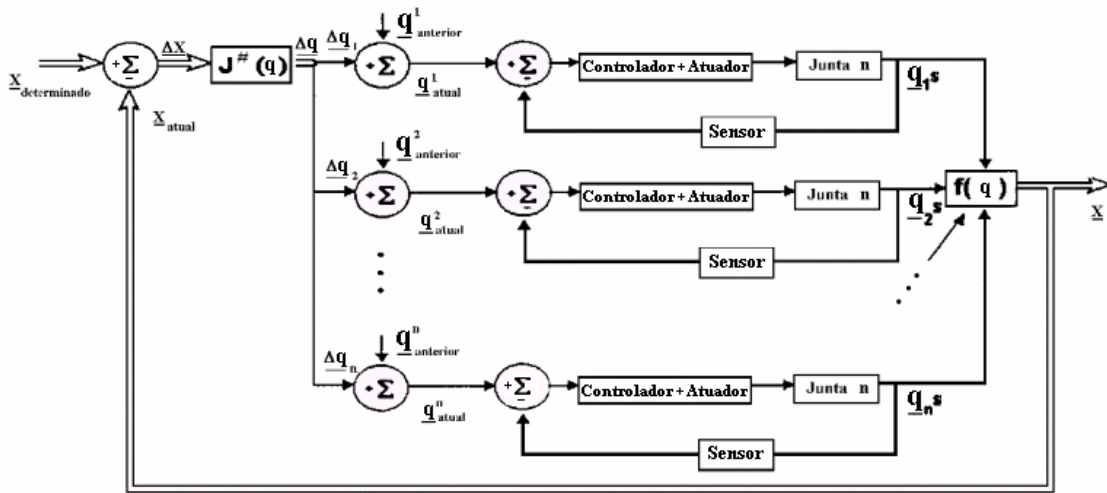 q¹ anterior
X determinado
+ Σ -
ΔX
J# (q)
Δq
Δq₁
+ Σ
q¹ atual
+ Σ -
Controlador + Atuador
Junta n
q₁s
Sensor
X atual
q² anterior
Δq₂
+ Σ
q² atual
+ Σ -
Controlador + Atuador
Junta n
q₂s
f( q )
X
Sensor
qⁿ anterior
Δqₙ
+ Σ
qⁿ atual
+ Σ -
Controlador + Atuador
Junta n
qₙs
Sensor